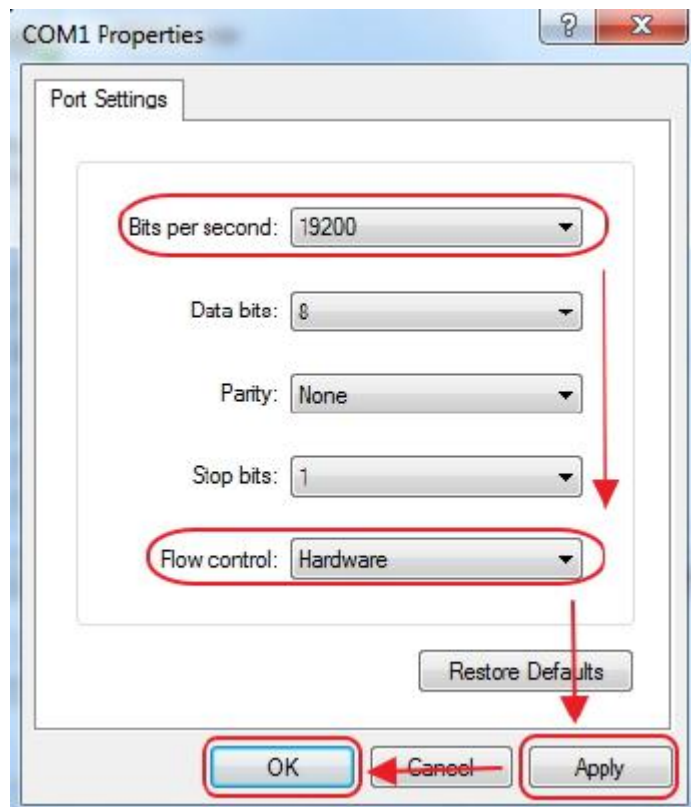 COM1 Properties
Port Settings
Bits per second: 19200
Data bits: 8
Parity: None
Stop bits: 1
Flow control: Hardware
Restore Defaults
OK Cancel Apply